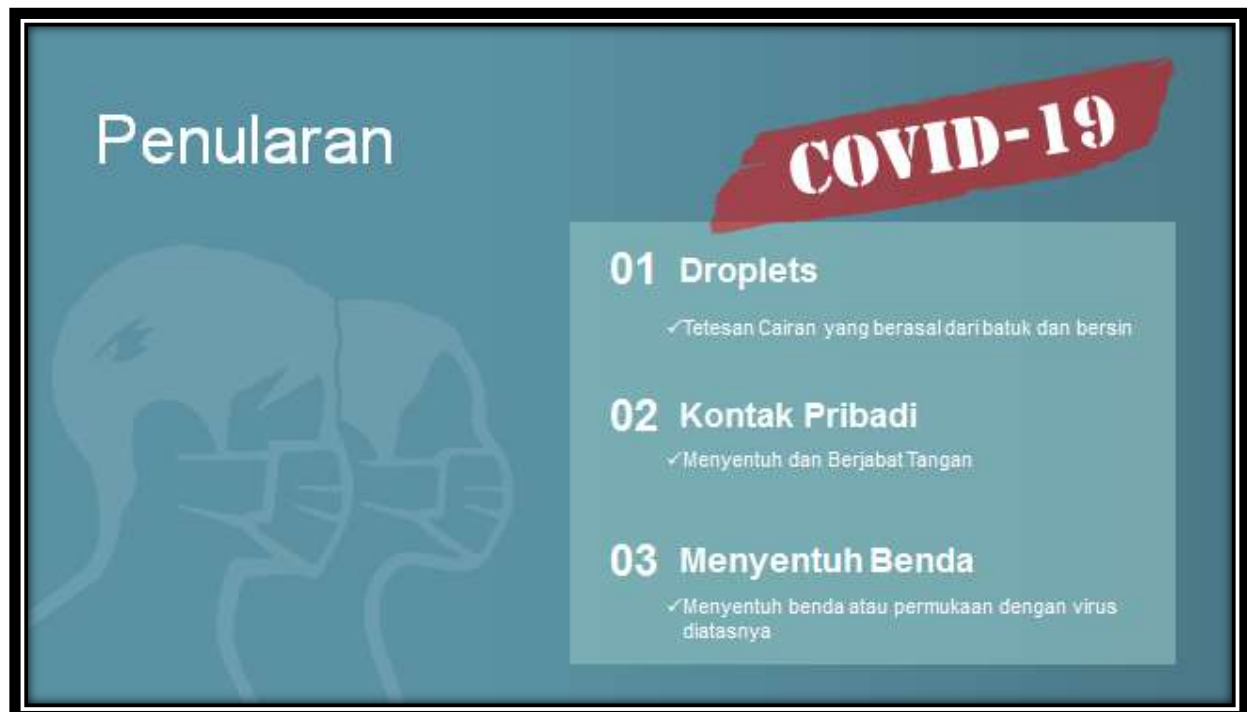 Penularan
COVID-19
01 Droplets
✓Tetesan Cairan yang berasal dari batuk dan bersin
02 Kontak Pribadi
✓Menyentuh dan Berjabat Tangan
03 Menyentuh Benda
✓Menyentuh benda atau permukaan dengan virus
diatasnya